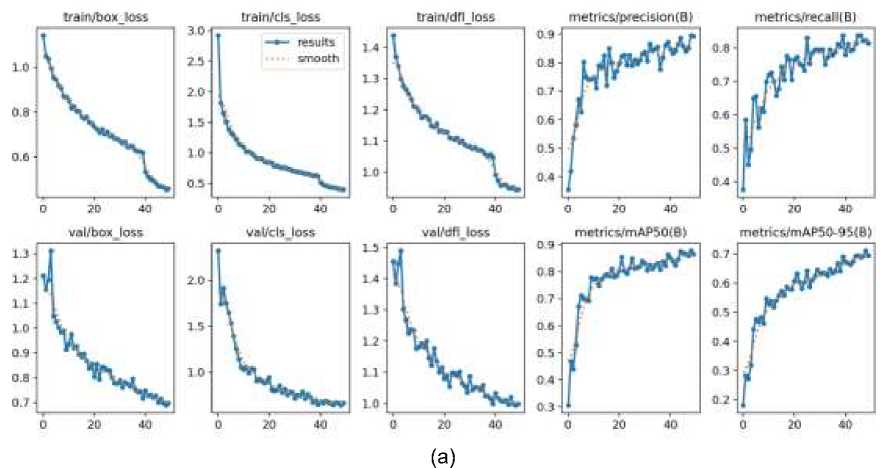 train/box_loss train/cls_loss train/dfl_loss metrics/precision(B) metrics/recall(B)
3.0 0.9
1.4 0.8
1.0 2.5 results 0.8
smooth 1.3 0.7 0.7
2.0
0.8 1.2 0.6 0.6
1.5
1.1 0.5 0.5
0.6 1.0 1.0 0.4 0.4
0.5
0 20 40 0 20 40 0 20 40 0 20 40 0 20 40
val/box_loss val/cls_loss val/dfl_loss metrics/mAP50(B) metrics/mAP50-95(B)
1.5 0.9
1.3 0.7
2.0 1.4 0.8
1.2 0.6
1.1 1.3 0.7 0.5
1.0 1.5 0.6
1.2 0.4
0.9 0.5
1.0 1.1 0.3
0.8 0.4
0.7 1.0 0.3 0.2
0 20 40 0 20 40 0 20 40 0 20 40 0 20 40
(a)